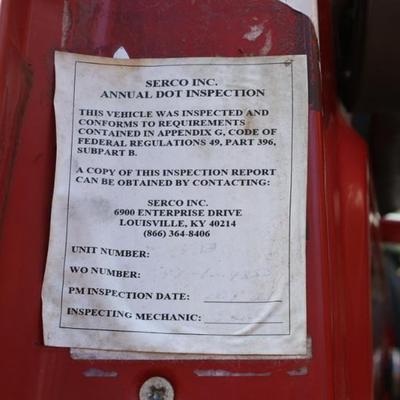 SERCO INC.
ANNUAL DOT INSPECTION
THIS VEHICLE WAS INSPECTED AND
CONFORMS TO REQUIREMENTS
CONTAINED IN APPENDIX G, CODE OF
FEDERAL REGULATIONS 49, PART 396,
SUBPART B.
A COPY OF THIS INSPECTION REPORT
CAN BE OBTAINED BY CONTACTING:
SERCO INC.
6900 ENTERPRISE DRIVE
LOUISVILLE, KY 40214
(866) 364-8406
UNIT NUMBER:
WO NUMBER:
PM INSPECTION DATE:
INSPECTING MECHANIC: